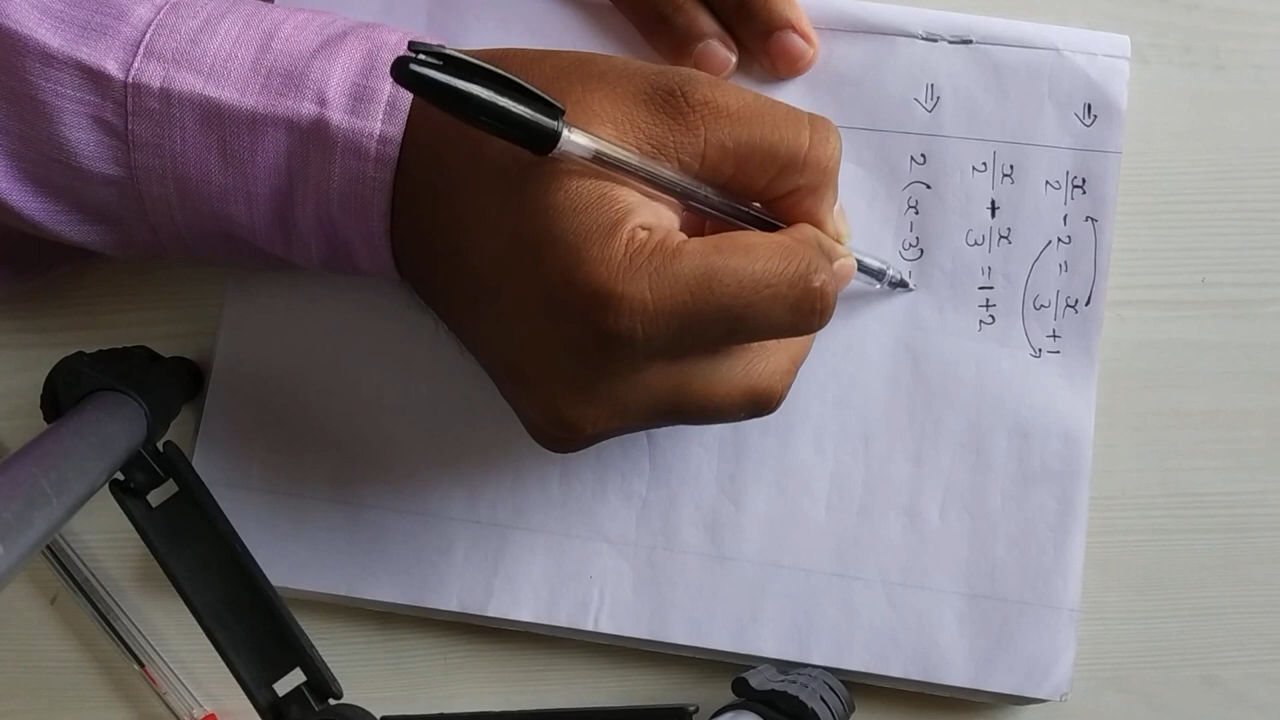 ⇒ x/2 - 2 = x/3 + 1
x/2 + x/3 = 1 + 2
⇒ 2(x-3) -